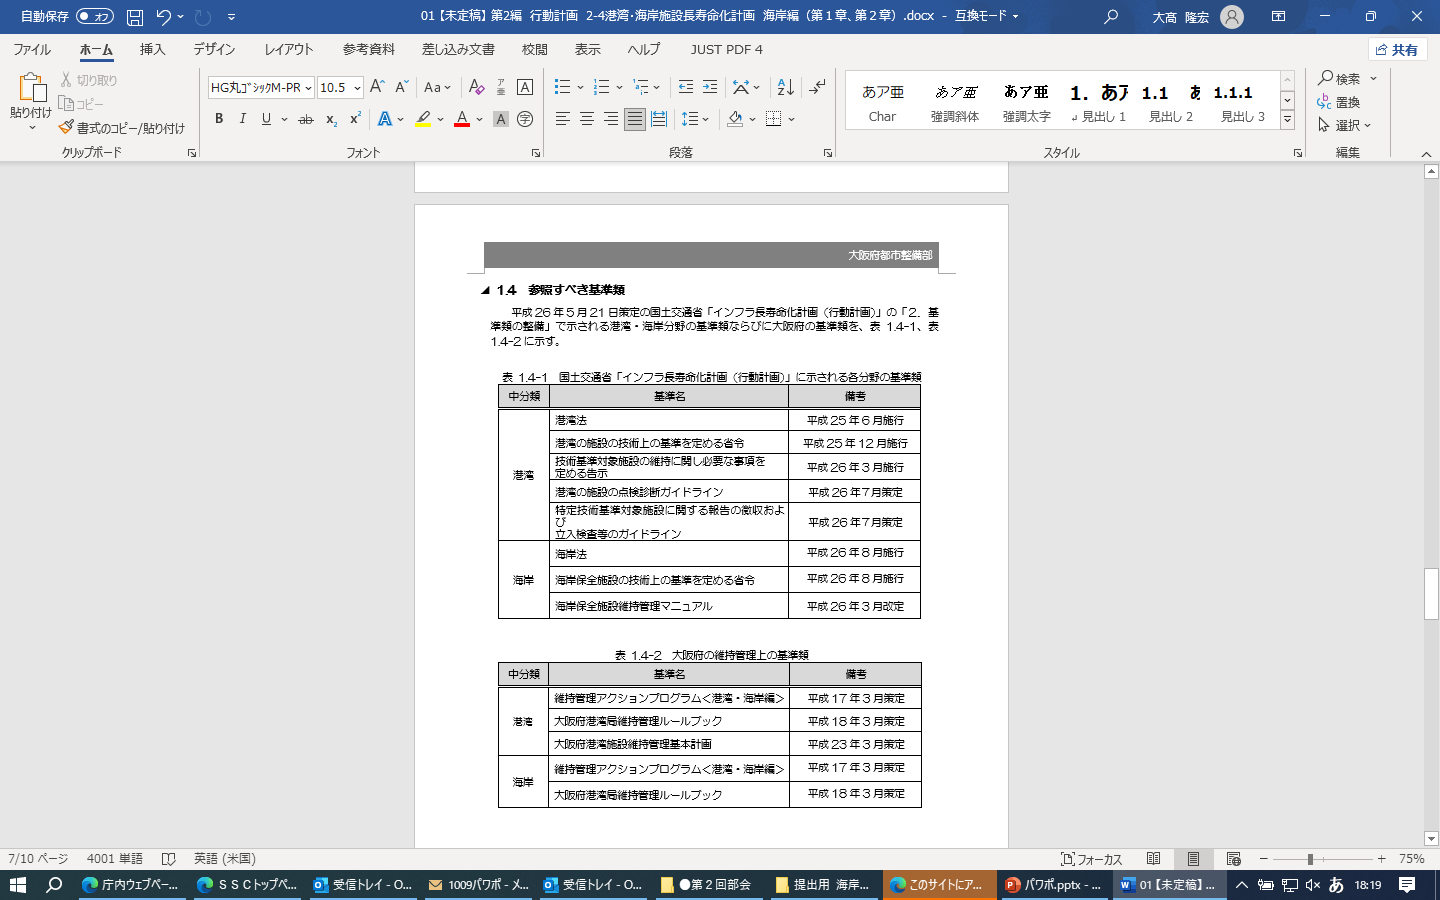 自動保存 オフ 01【未定稿】第2編 行動計画 2-4港湾・海岸施設長寿命化計画 海岸編（第１章、第２章）.docx - 互換モード 大高 隆宏
ファイル ホーム 挿入 デザイン レイアウト 参考資料 差し込み文書 校閲 表示 ヘルプ JUST PDF 4 共有
貼り付け 切り取り
コピー
書式のコピー/貼り付け
HG丸ｺﾞｼｯｸM-PR 10.5
あア亜 Char
あア亜 強調斜体
あア亜 強調太字
1. あア 見出し 1
1.1 あ 見出し 2
1.1.1 見出し 3
検索
置換
選択
クリップボード フォント 段落 スタイル 編集
大阪府都市整備部
1.4 参照すべき基準類
平成２６年５月２１日策定の国土交通省「インフラ長寿命化計画（行動計画）」の「２．基
準類の整備」で示される港湾・海岸分野の基準類ならびに大阪府の基準類を、表 1.4-1、表
1.4-2 に示す。
表 1.4-1 国土交通省「インフラ長寿命化計画（行動計画）」に示される各分野の基準類
中分類 基準名 備考
港湾 港湾法 平成２５年６月施行
港湾の施設の技術上の基準を定める省令 平成２５年１２月施行
技術基準対象施設の維持に関し必要な事項を
定める告示 平成２６年３月施行
港湾の施設の点検診断ガイドライン 平成２６年７月策定
特定技術基準対象施設に関する報告の徴収およ
び
立入検査等のガイドライン 平成２６年７月策定
海岸 海岸法 平成２６年８月施行
海岸保全施設の技術上の基準を定める省令 平成２６年８月施行
海岸保全施設維持管理マニュアル 平成２６年３月改定
表 1.4-2 大阪府の維持管理上の基準類
中分類 基準名 備考
港湾 維持管理アクションプログラム＜港湾・海岸編＞ 平成１７年３月策定
大阪府港湾局維持管理ルールブック 平成１８年３月策定
大阪府港湾施設維持管理基本計画 平成２３年３月策定
海岸 維持管理アクションプログラム＜港湾・海岸編＞ 平成１７年３月策定
大阪府港湾局維持管理ルールブック 平成１８年３月策定
7/10 ページ 4001 単語 英語 (米国) フォーカス 75%
庁内ウェブペー... ＳＳＣトップペ... 受信トレイ - O... 1009パワポ - メ... 受信トレイ - O... ●第２回部会 提出用 海岸... このサイトにア... パワポ.pptx - ... 01【未定稿】... あ 18:19